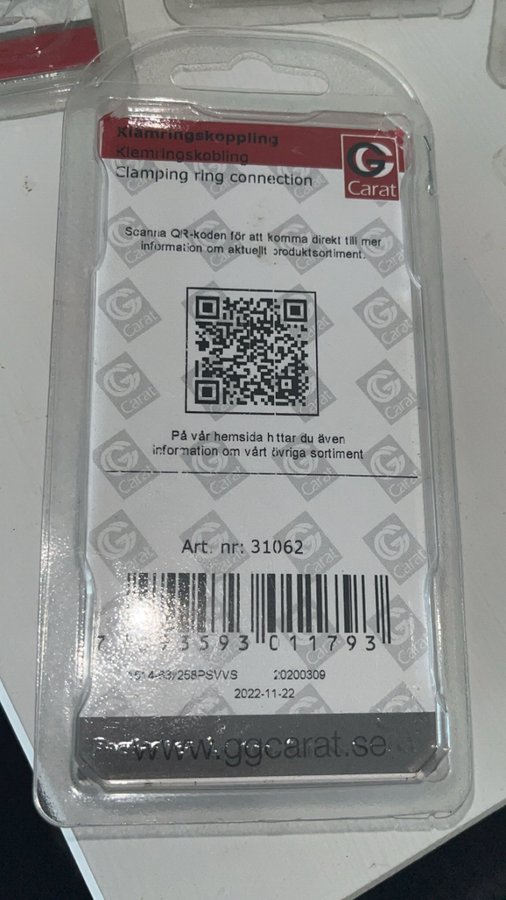 Klämringskoppling
Klemringskobling
Clamping ring connection
G
Carat
Scanna QR-koden för att komma direkt till mer
information om aktuellt produktsortiment.
På vår hemsida hittar du även
information om vårt övriga sortiment
Art. nr: 31062
593 011793
20200309
2022-11-22
www.ggcarat.se